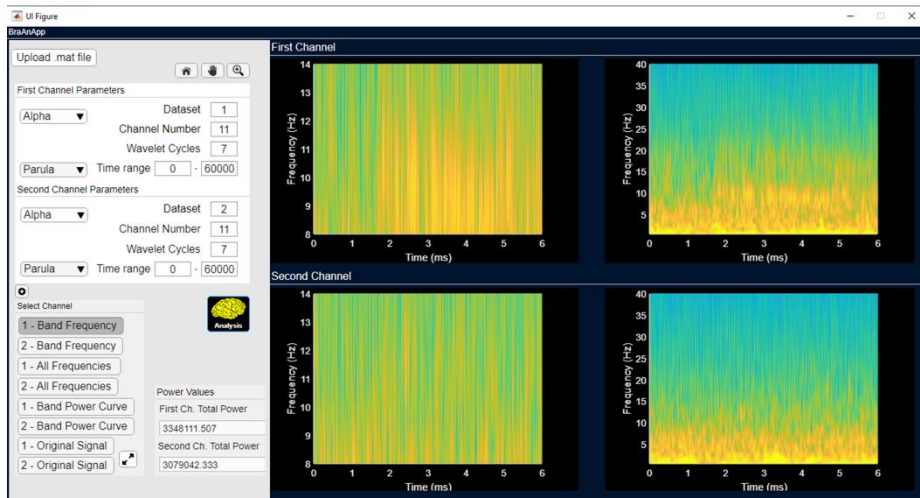 UI Figure
BraAnApp
Upload .mat file
First Channel Parameters
Alpha
Dataset 1
Channel Number 11
Wavelet Cycles 7
Parula
Time range 0 - 60000
Second Channel Parameters
Alpha
Dataset 2
Channel Number 11
Wavelet Cycles 7
Parula
Time range 0 - 60000
Select Channel
1 - Band Frequency
2 - Band Frequency
1 - All Frequencies
2 - All Frequencies
1 - Band Power Curve
2 - Band Power Curve
1 - Original Signal
2 - Original Signal
Analysis
Power Values
First Ch. Total Power
3348111.507
Second Ch. Total Power
3079042.333
First Channel
14
13
12
11
10
9
8
Frequency (Hz)
0 1 2 3 4 5 6
Time (ms)
40
35
30
25
20
15
10
5
Frequency (Hz)
0 1 2 3 4 5 6
Time (ms)
Second Channel
14
13
12
11
10
9
8
Frequency (Hz)
0 1 2 3 4 5 6
Time (ms)
40
35
30
25
20
15
10
5
Frequency (Hz)
0 1 2 3 4 5 6
Time (ms)